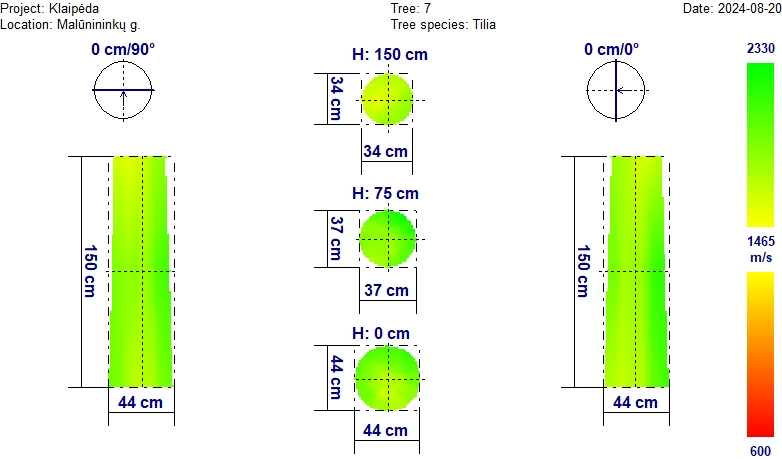 Project: Klaipėda Tree: 7 Date: 2024-08-20
Location: Malūnininkų g. Tree species: Tilia
0 cm/90°
H: 150 cm
0 cm/0°
2330
34 cm
34 cm
H: 75 cm
150 cm
37 cm
150 cm
1465
m/s
37 cm
H: 0 cm
44 cm
44 cm
44 cm
44 cm
600